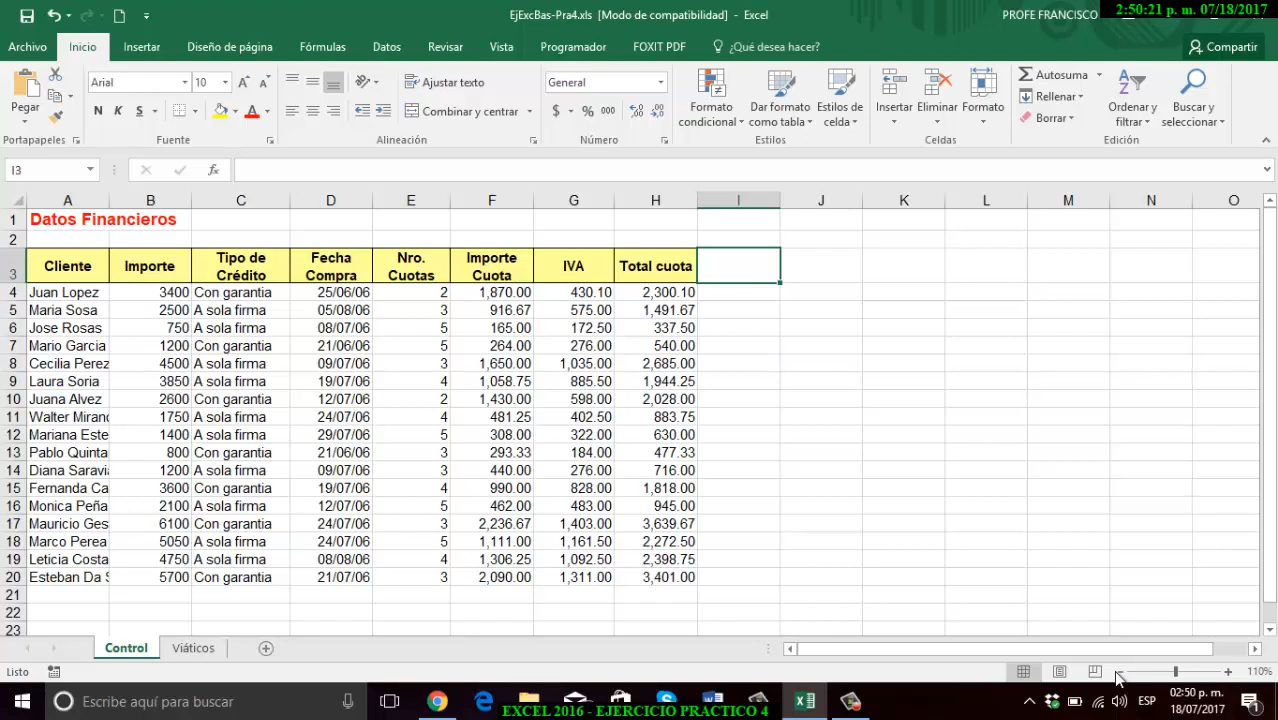 EjExcBas-Pra4.xls [Modo de compatibilidad] - Excel
PROFE FRANCISCO
2:50:21 p. m. 07/18/2017
Archivo Inicio Insertar Diseño de página Fórmulas Datos Revisar Vista Programador FOXIT PDF ¿Qué desea hacer? Compartir
Pegar
Arial 10
N K S
Ajustar texto
Combinar y centrar
General
$ % 000
Formato condicional
Dar formato como tabla
Estilos de celda
Insertar Eliminar Formato
Autosuma
Rellenar
Borrar
Ordenar y filtrar
Buscar y seleccionar
Portapapeles Fuente Alineación Número Estilos Celdas Edición
I3 fx
A B C D E F G H I J K L M N O
1 Datos Financieros
2
3 Cliente Importe Tipo de Crédito Fecha Compra Nro. Cuotas Importe Cuota IVA Total cuota
4 Juan Lopez 3400 Con garantia 25/06/06 2 1,870.00 430.10 2,300.10
5 Maria Sosa 2500 A sola firma 05/08/06 3 916.67 575.00 1,491.67
6 Jose Rosas 750 A sola firma 08/07/06 5 165.00 172.50 337.50
7 Mario Garcia 1200 Con garantia 21/06/06 5 264.00 276.00 540.00
8 Cecilia Perez 4500 A sola firma 09/07/06 3 1,650.00 1,035.00 2,685.00
9 Laura Soria 3850 A sola firma 19/07/06 4 1,058.75 885.50 1,944.25
10 Juana Alvez 2600 Con garantia 12/07/06 2 1,430.00 598.00 2,028.00
11 Walter Miran 1750 A sola firma 24/07/06 4 481.25 402.50 883.75
12 Mariana Este 1400 A sola firma 29/07/06 5 308.00 322.00 630.00
13 Pablo Quinta 800 Con garantia 21/06/06 3 293.33 184.00 477.33
14 Diana Saravi 1200 A sola firma 09/07/06 3 440.00 276.00 716.00
15 Fernanda Ca 3600 Con garantia 19/07/06 4 990.00 828.00 1,818.00
16 Monica Peña 2100 A sola firma 12/07/06 5 462.00 483.00 945.00
17 Mauricio Ges 6100 Con garantia 24/07/06 3 2,236.67 1,403.00 3,639.67
18 Marco Perea 5050 A sola firma 24/07/06 5 1,111.00 1,161.50 2,272.50
19 Leticia Costa 4750 A sola firma 08/08/06 4 1,306.25 1,092.50 2,398.75
20 Esteban Da S 5700 Con garantia 21/07/06 3 2,090.00 1,311.00 3,401.00
21
22
23
Control Viáticos
Listo 110%
Escribe aquí para buscar
EXCEL 2016 - EJERCICIO PRACTICO 4
ESP
02:50 p. m.
18/07/2017
1